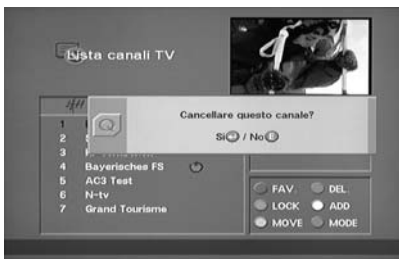 Lista canali TV
Cancellare questo canale?
Si / No
1
2
3
4 Bayerisches FS
5 AC3 Test
6 N-tv
7 Grand Tourisme
FAV. DEL.
LOCK ADD
MOVE MODE